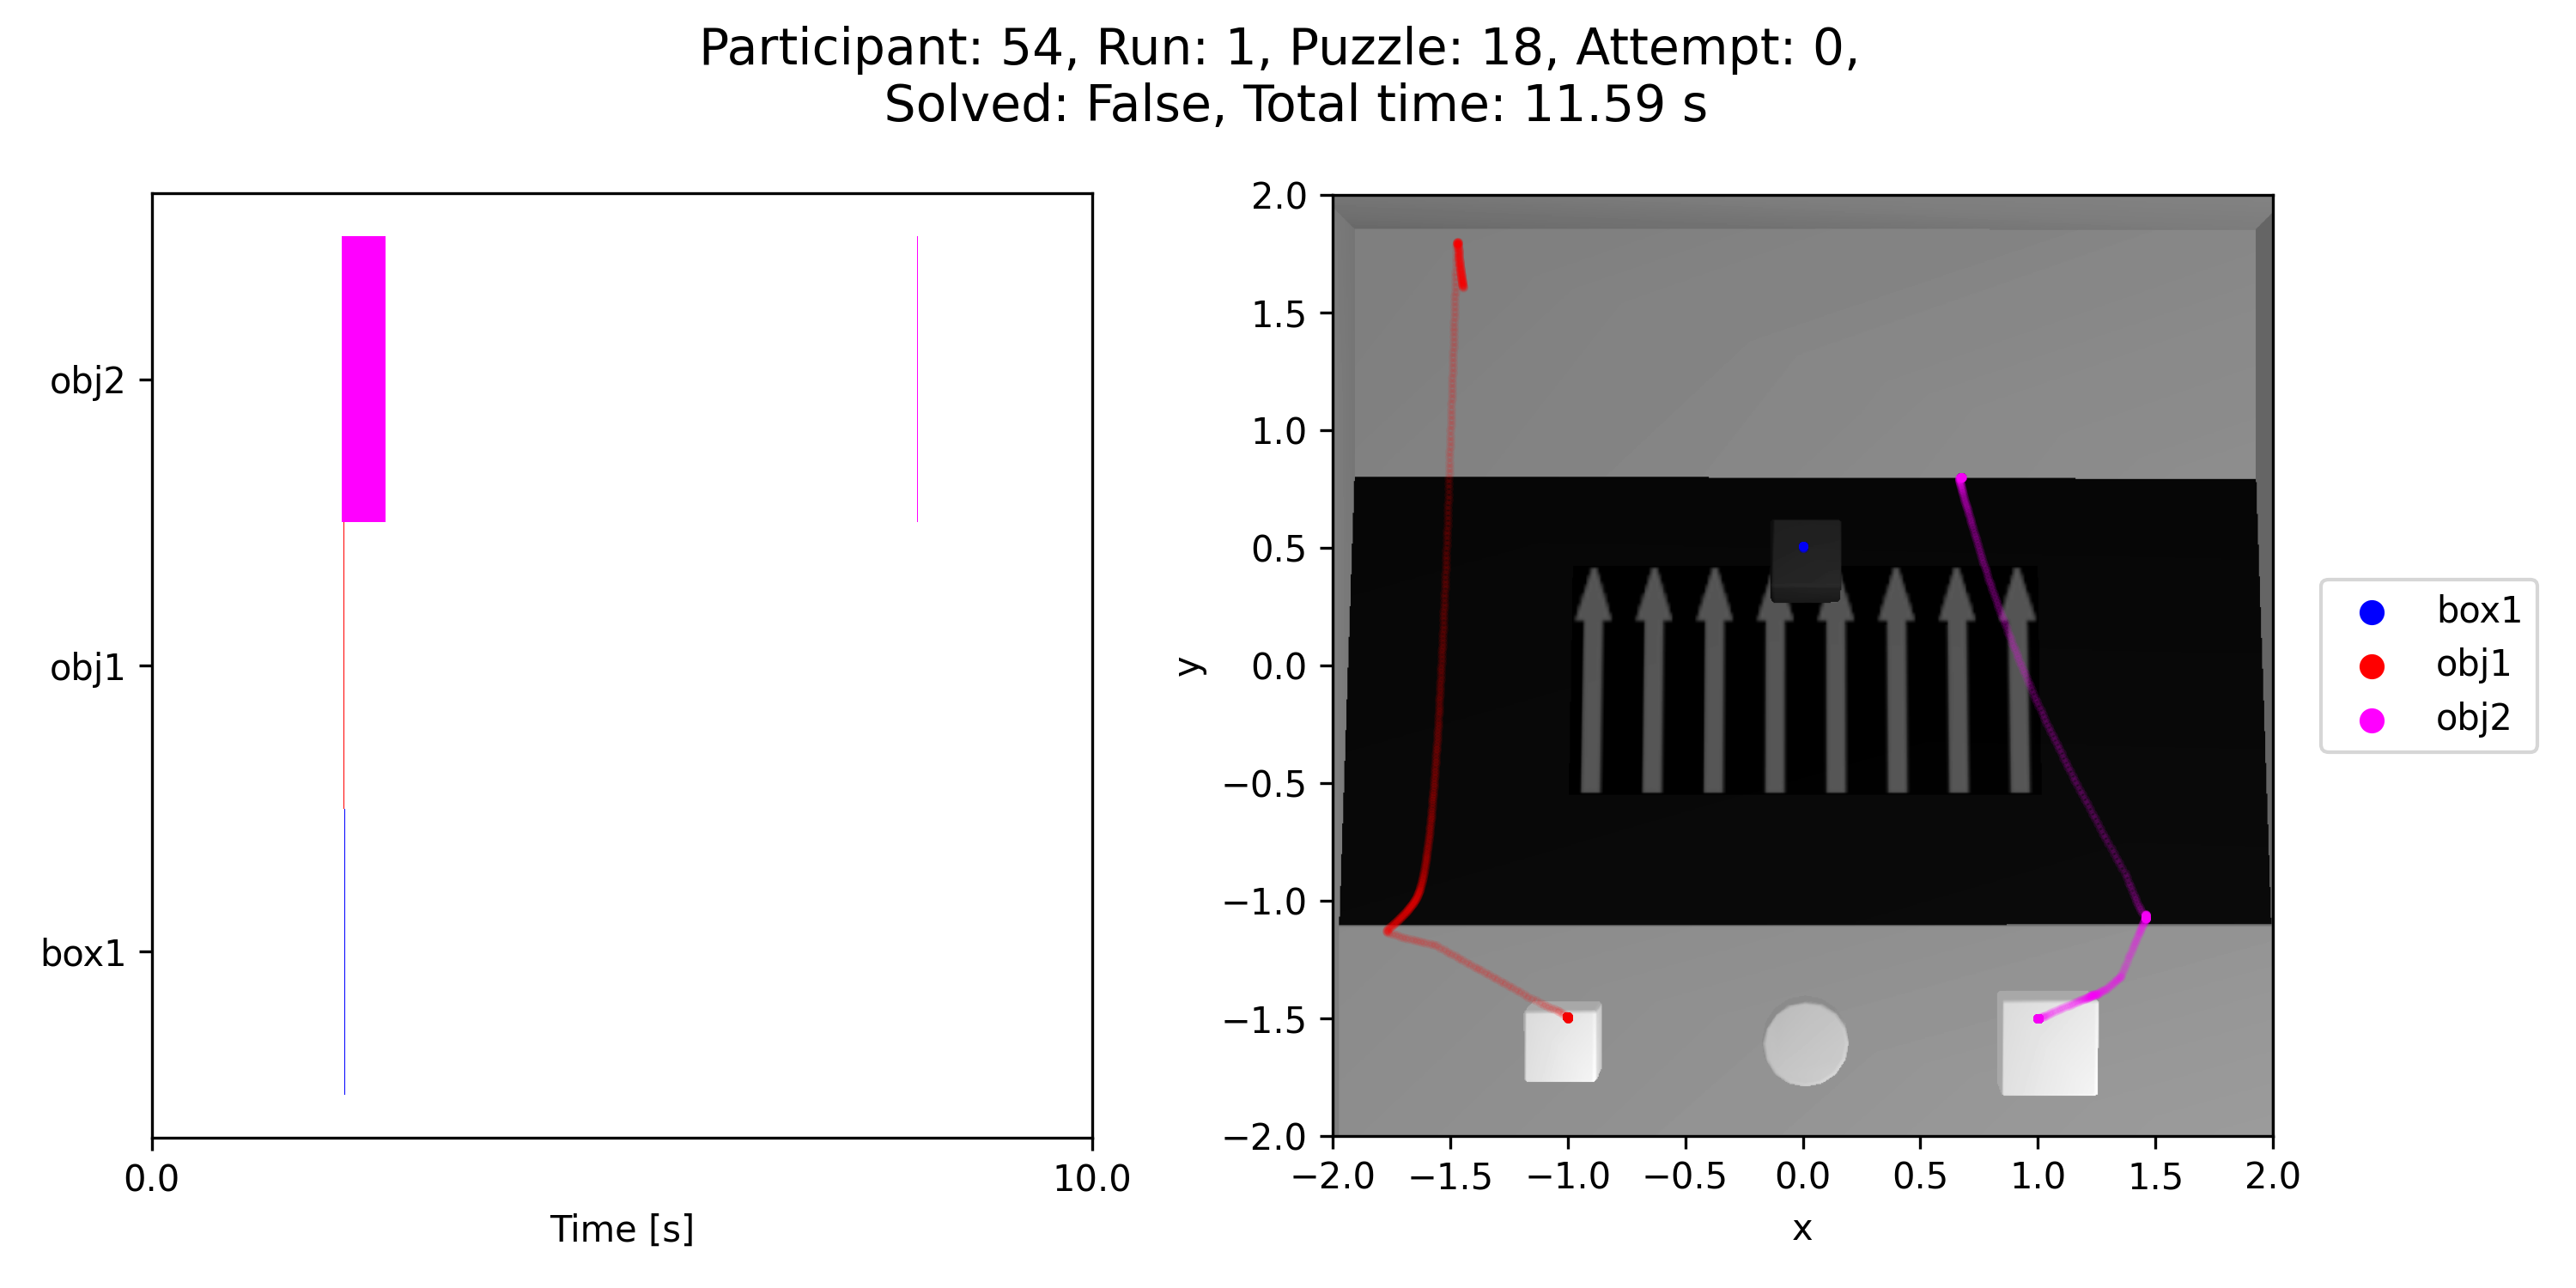 Participant: 54, Run: 1, Puzzle: 18, Attempt: 0,
Solved: False, Total time: 11.59 s
obj2
obj1
box1
0.0
10.0
Time [s]
2.0
1.5
1.0
0.5
0.0
−0.5
−1.0
−1.5
−2.0
y
−2.0
−1.5
−1.0
−0.5
0.0
0.5
1.0
1.5
2.0
x
box1
obj1
obj2